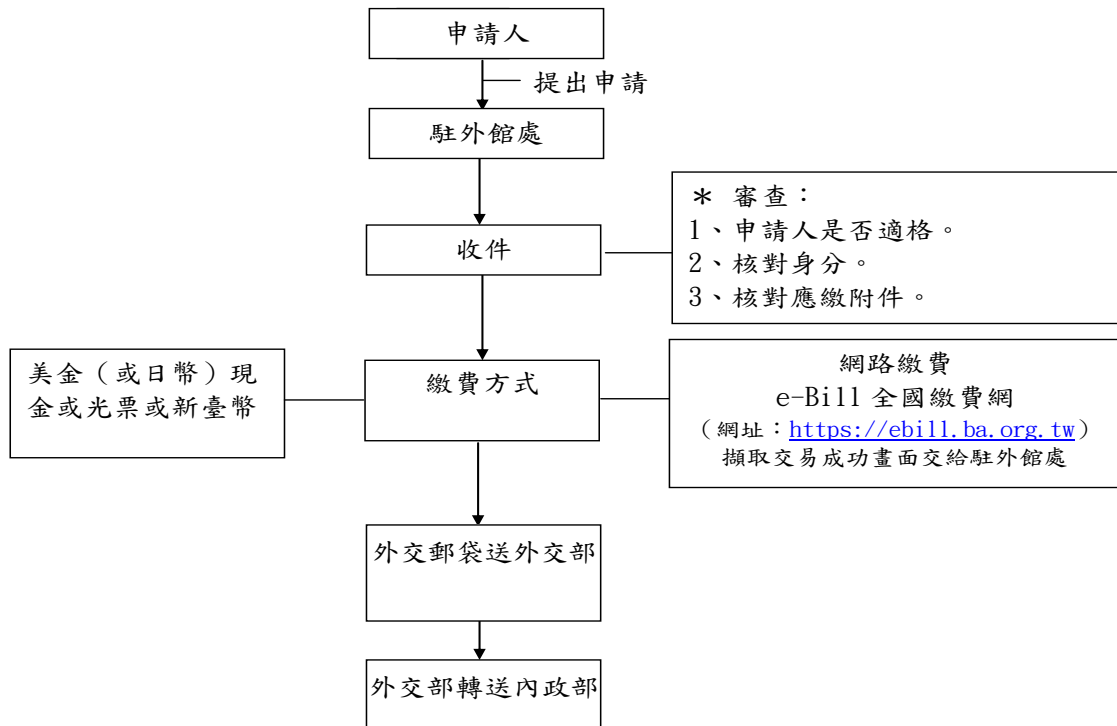 申請人
提出申請
駐外館處
收件
＊ 審查：
1、申請人是否適格。
2、核對身分。
3、核對應繳附件。
美金（或日幣）現
金或光票或新臺幣
繳費方式
網路繳費
e-Bill 全國繳費網
（網址：https://ebill.ba.org.tw）
擷取交易成功畫面交給駐外館處
外交郵袋送外交部
外交部轉送內政部